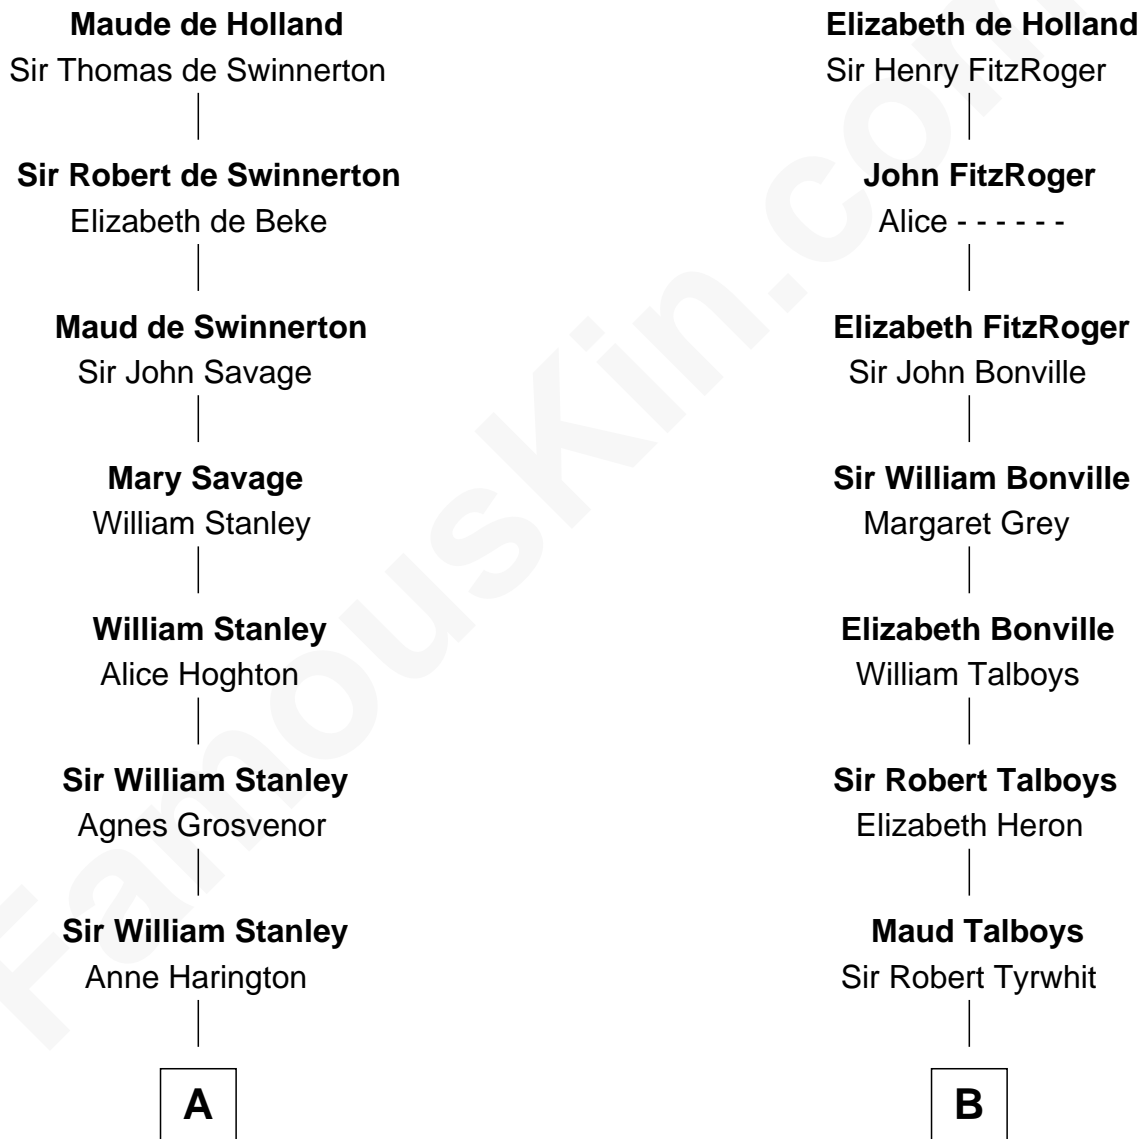 Maude de Holland
Sir Thomas de Swinnerton
Sir Robert de Swinnerton
Elizabeth de Beke
Maud de Swinnerton
Sir John Savage
Mary Savage
William Stanley
William Stanley
Alice Hoghton
Sir William Stanley
Agnes Grosvenor
Sir William Stanley
Anne Harington
A
Elizabeth de Holland
Sir Henry FitzRoger
John FitzRoger
Alice - - - - - -
Elizabeth FitzRoger
Sir John Bonville
Sir William Bonville
Margaret Grey
Elizabeth Bonville
William Talboys
Sir Robert Talboys
Elizabeth Heron
Maud Talboys
Sir Robert Tyrwhit
B
FamousKin.com